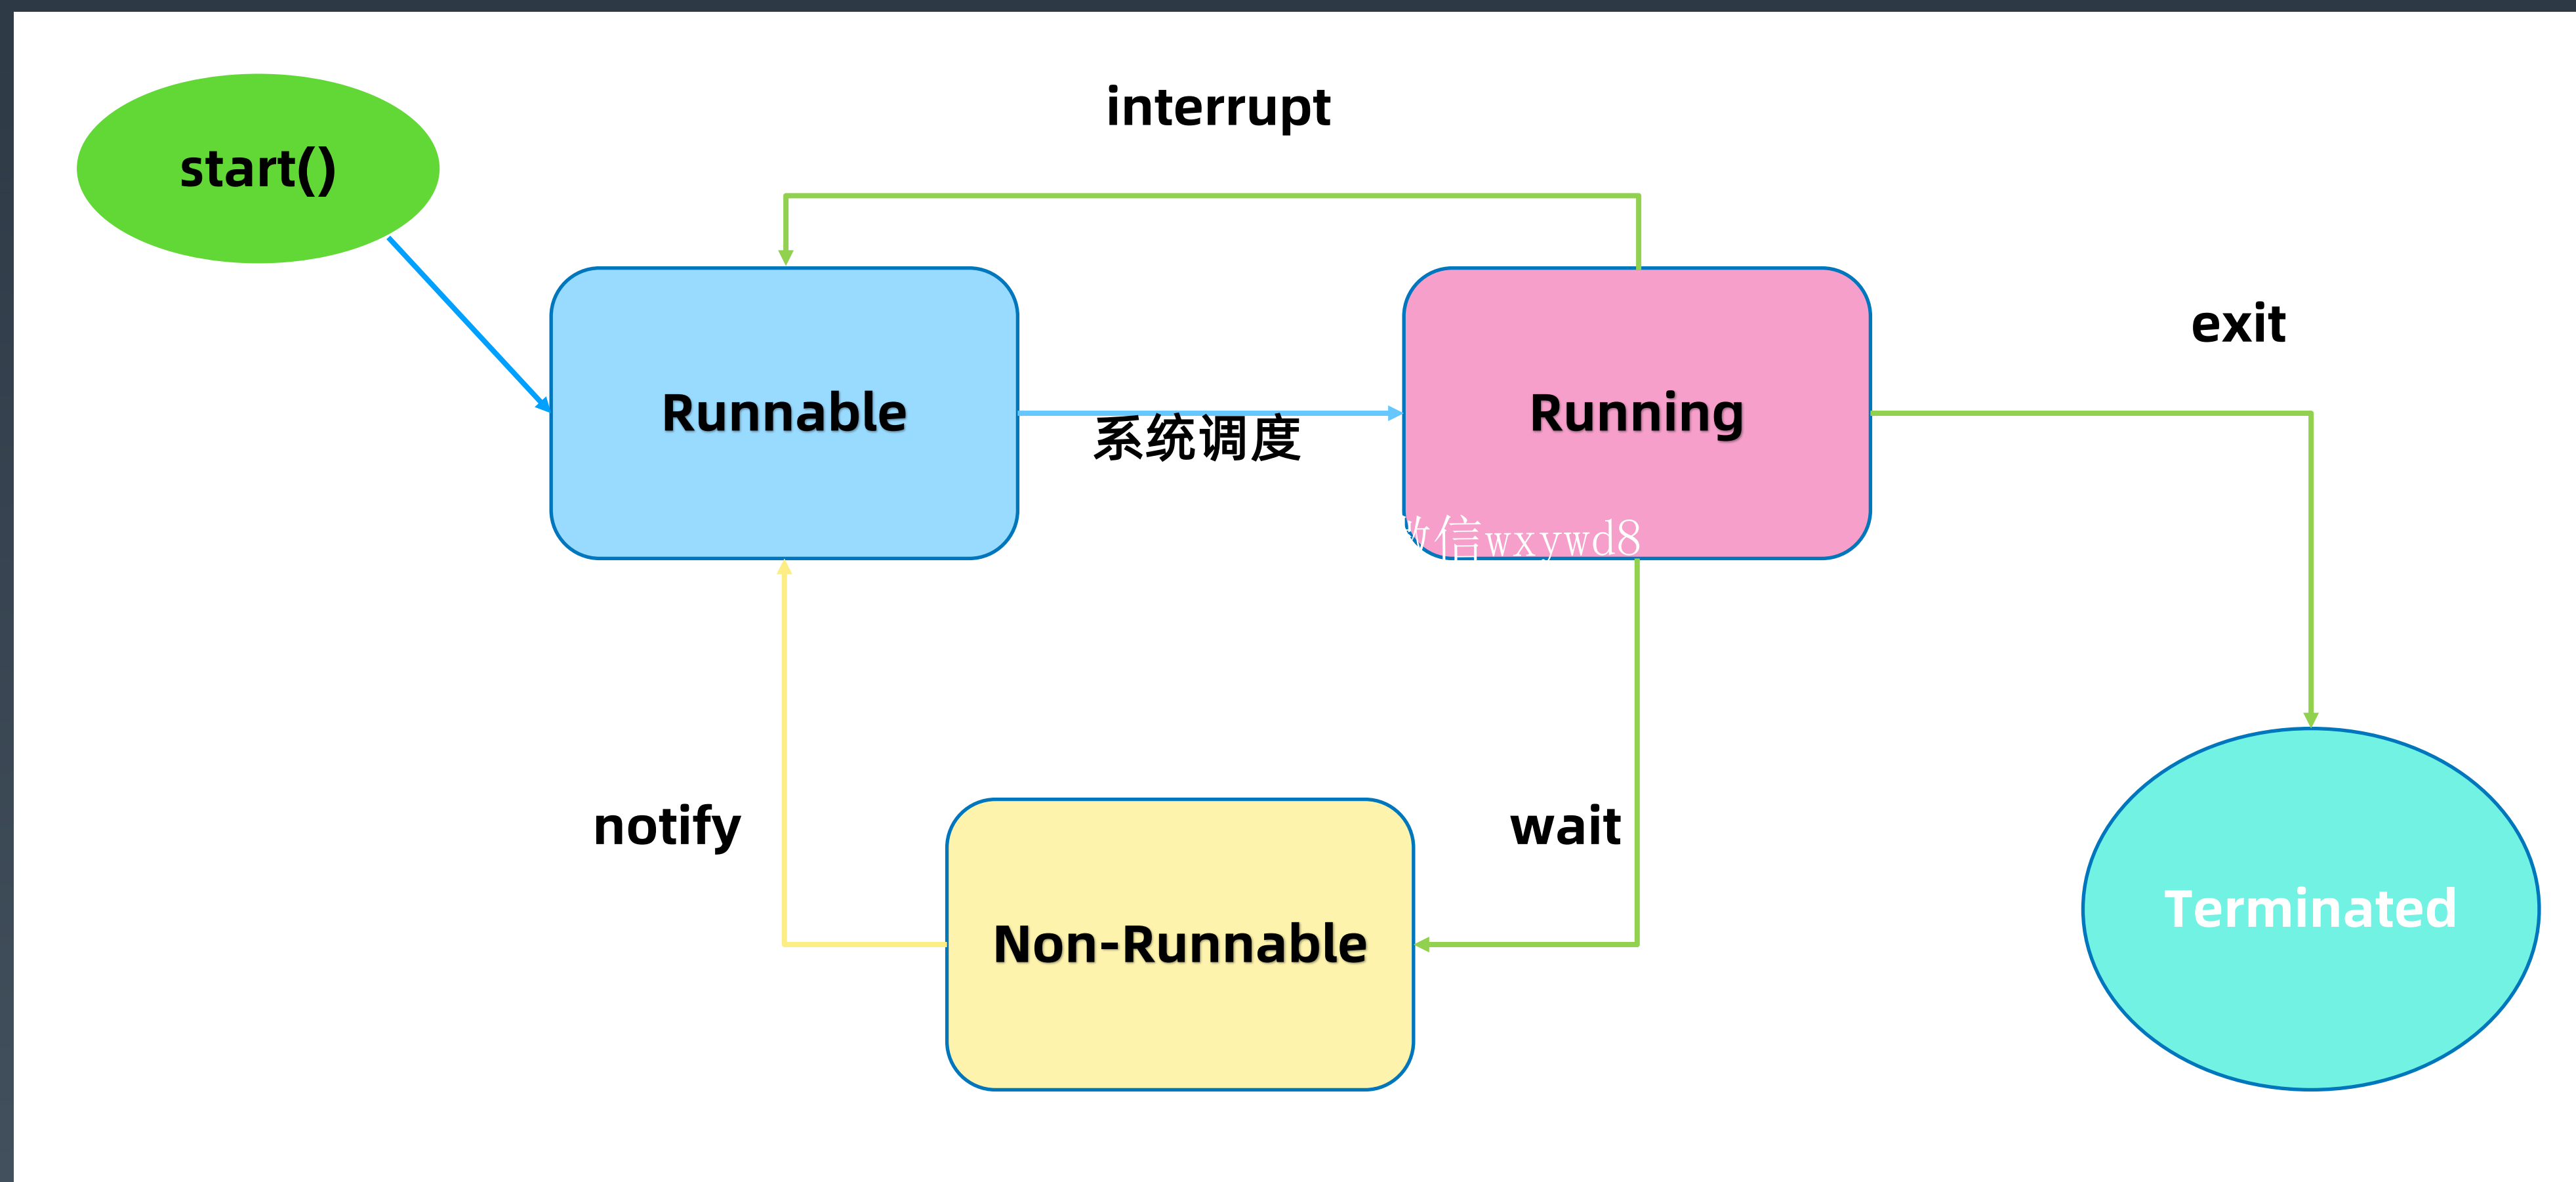 interrupt
start()
exit
Runnable
系统调度
Running
微信wxywd8
notify
wait
Terminated
Non-Runnable